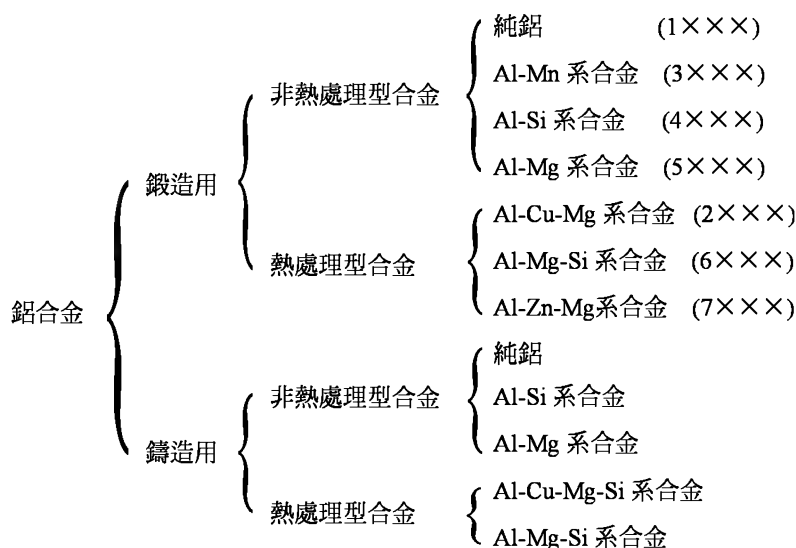 純鋁 (1×××)
Al-Mn 系合金 (3×××)
非熱處理型合金
Al-Si 系合金 (4×××)
Al-Mg 系合金 (5×××)
鍛造用
Al-Cu-Mg 系合金 (2×××)
熱處理型合金
Al-Mg-Si 系合金 (6×××)
Al-Zn-Mg系合金 (7×××)
鋁合金
純鋁
非熱處理型合金
Al-Si 系合金
Al-Mg 系合金
鑄造用
Al-Cu-Mg-Si 系合金
熱處理型合金
Al-Mg-Si 系合金